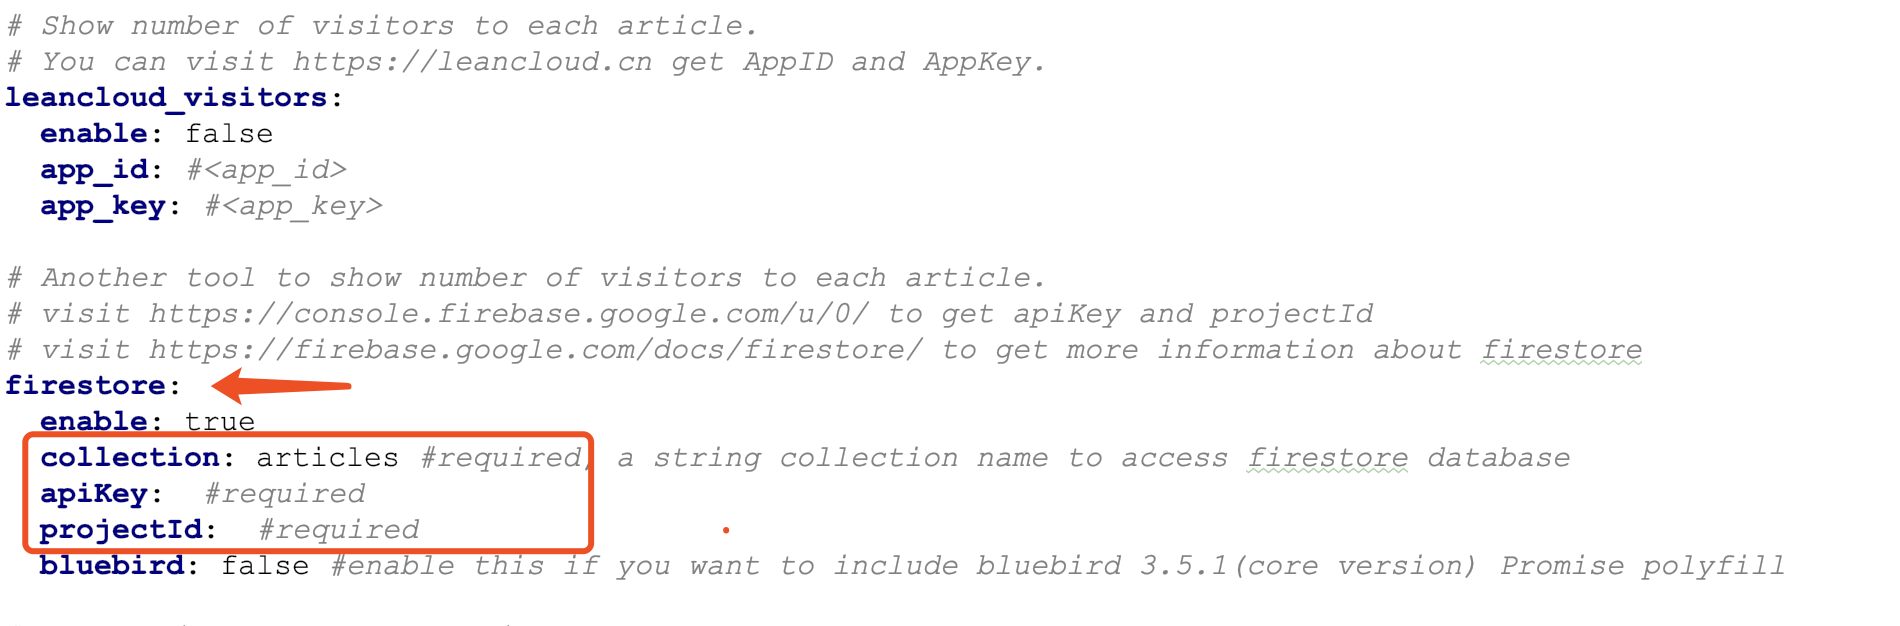 # Show number of visitors to each article.
# You can visit https://leancloud.cn get AppID and AppKey.
leancloud_visitors:
  enable: false
  app_id: #<app_id>
  app_key: #<app_key>
# Another tool to show number of visitors to each article.
# visit https://console.firebase.google.com/u/0/ to get apiKey and projectId
# visit https://firebase.google.com/docs/firestore/ to get more information about firestore
firestore:
  enable: true
  collection: articles #required, a string collection name to access firestore database
  apiKey:  #required
  projectId:  #required
  bluebird: false #enable this if you want to include bluebird 3.5.1(core version) Promise polyfill